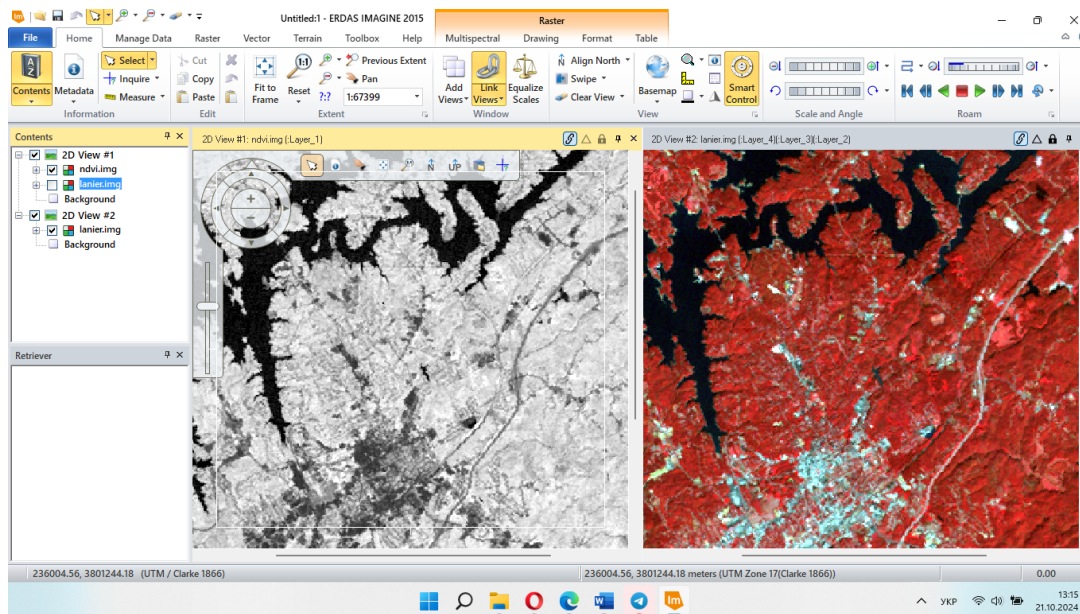 Untitled:1 - ERDAS IMAGINE 2015
Raster
File Home Manage Data Raster Vector Terrain Toolbox Help Multispectral Drawing Format Table
Contents
Metadata
Select
Inquire
Measure
Information
Cut
Copy
Paste
Edit
Fit to Frame
Reset
Previous Extent
Pan
?:? 1:67399
Extent
Add Views
Link Views
Equalize Scales
Window
Align North
Swipe
Clear View
Basemap
Smart Control
View
Scale and Angle
Roam
Contents
2D View #1
ndvi.img
lanier.img
Background
2D View #2
lanier.img
Background
Retriever
2D View #1: ndvi.img (:Layer_1)
N UP
2D View #2: lanier.img (:Layer_4)(:Layer_3)(:Layer_2)
236004.56, 3801244.18 (UTM / Clarke 1866)
236004.56, 3801244.18 meters (UTM Zone 17(Clarke 1866))
0.00
УКР
13:15
21.10.2024